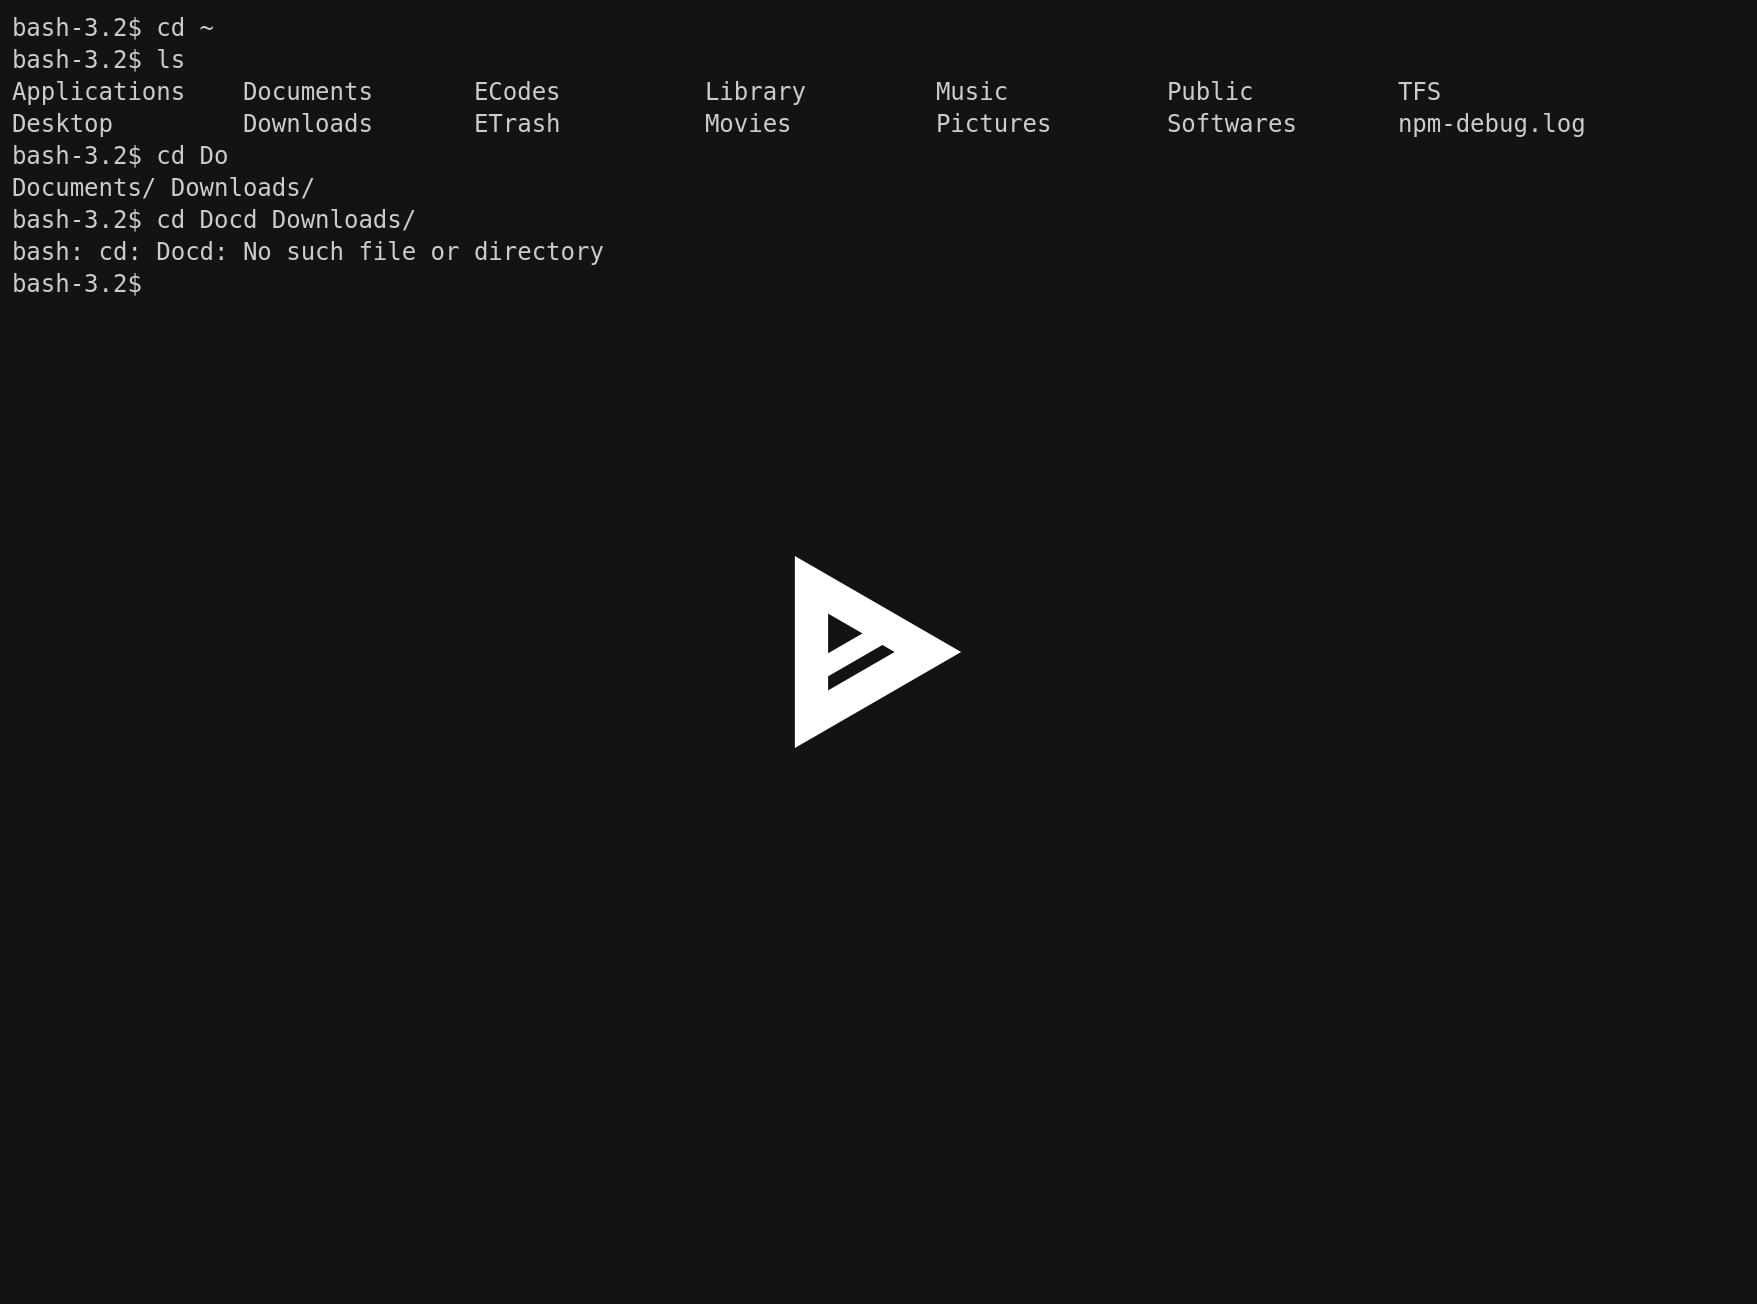 bash-3.2$ cd ~
bash-3.2$ ls
Applications    Documents       ECodes          Library         Music           Public          TFS
Desktop         Downloads       ETrash          Movies          Pictures        Softwares       npm-debug.log
bash-3.2$ cd Do
Documents/ Downloads/
bash-3.2$ cd Docd Downloads/
bash: cd: Docd: No such file or directory
bash-3.2$